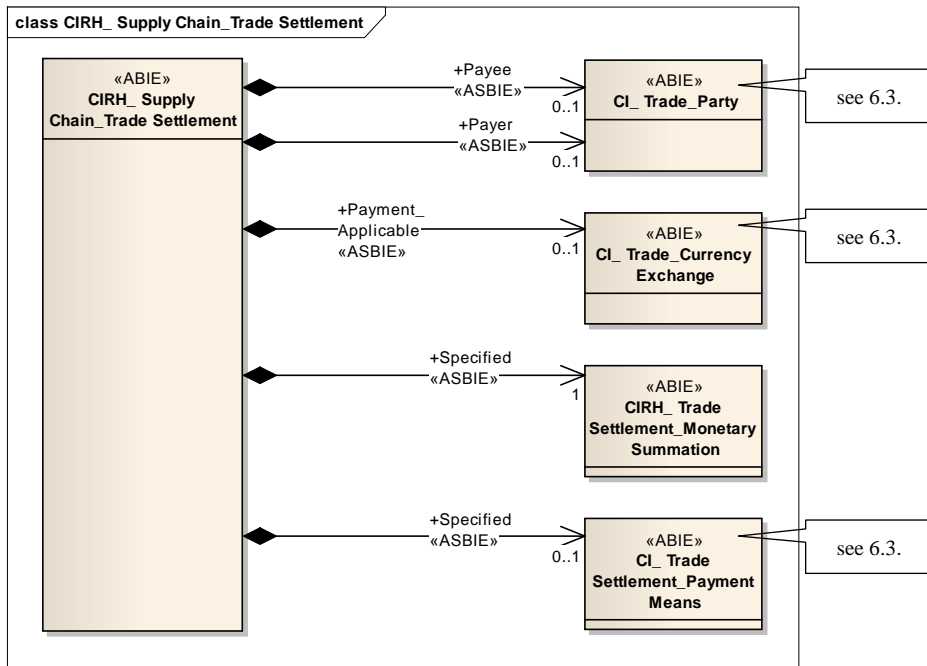 class CIRH_ Supply Chain_Trade Settlement
«ABIE»
CIRH_ Supply
Chain_Trade Settlement
+Payee
«ASBIE»
0..1
+Payer
«ASBIE»
0..1
«ABIE»
CI_ Trade_Party
see 6.3.
+Payment_
Applicable
«ASBIE»
0..1
«ABIE»
CI_ Trade_Currency
Exchange
see 6.3.
+Specified
«ASBIE»
1
«ABIE»
CIRH_ Trade
Settlement_Monetary
Summation
+Specified
«ASBIE»
0..1
«ABIE»
CI_ Trade
Settlement_Payment
Means
see 6.3.